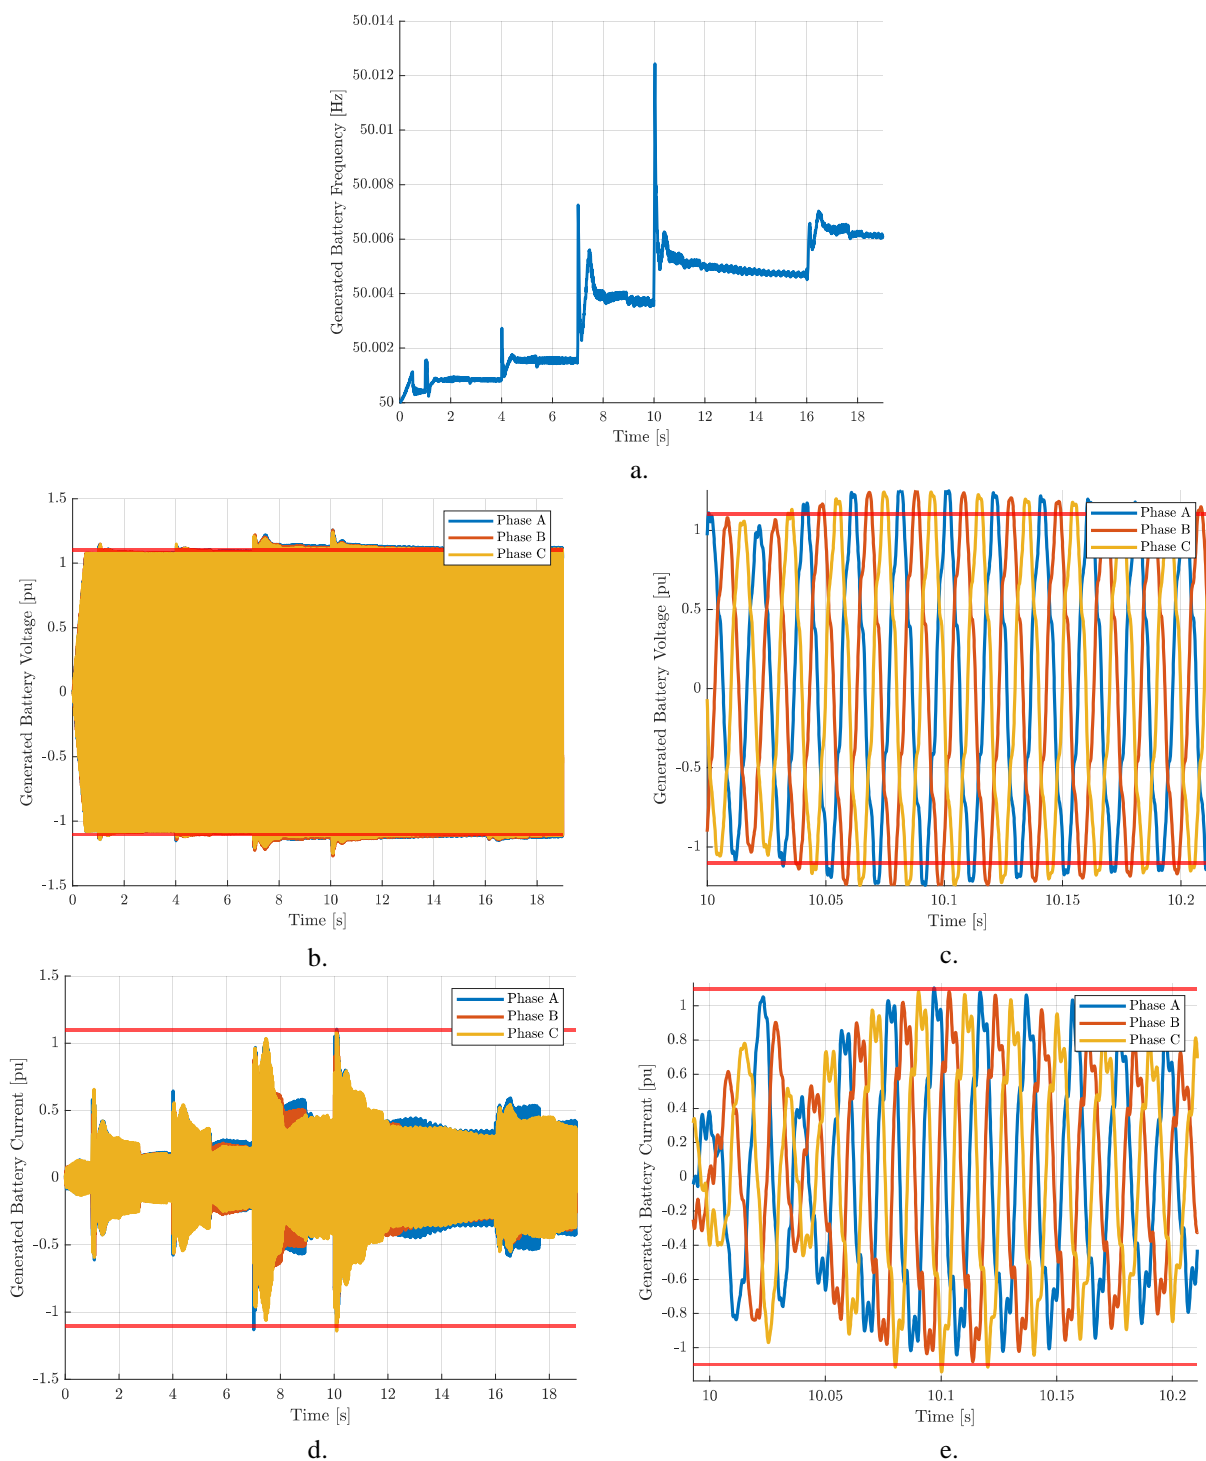 50.014
50.012
50.01
50.008
50.006
50.004
50.002
50
Generated Battery Frequency [Hz]
0 2 4 6 8 10 12 14 16 18
Time [s]
a.
1.5
1
0.5
0
-0.5
-1
-1.5
Generated Battery Voltage [pu]
Phase A
Phase B
Phase C
0 2 4 6 8 10 12 14 16 18
Time [s]
b.
1
0.5
0
-0.5
-1
Generated Battery Voltage [pu]
Phase A
Phase B
Phase C
10 10.05 10.1 10.15 10.2
Time [s]
c.
1.5
1
0.5
0
-0.5
-1
-1.5
Generated Battery Current [pu]
Phase A
Phase B
Phase C
0 2 4 6 8 10 12 14 16 18
Time [s]
d.
1
0.8
0.6
0.4
0.2
0
-0.2
-0.4
-0.6
-0.8
-1
Generated Battery Current [pu]
Phase A
Phase B
Phase C
10 10.05 10.1 10.15 10.2
Time [s]
e.